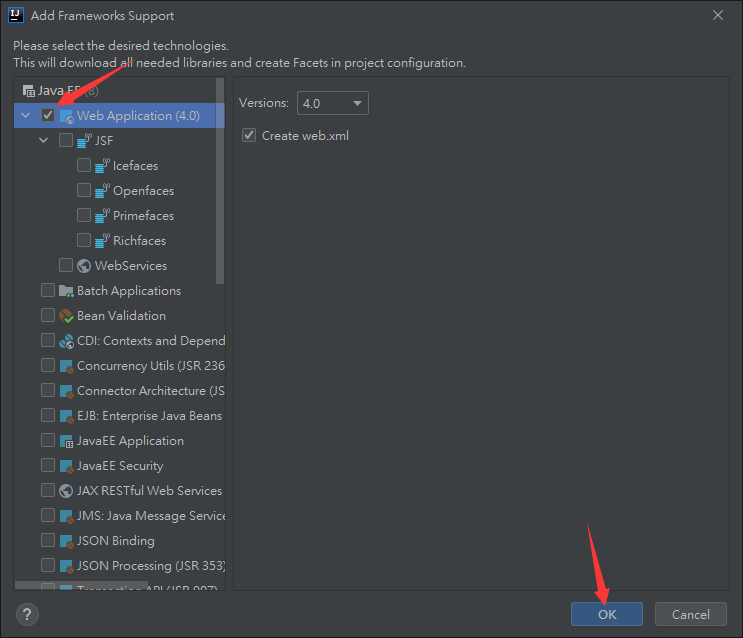 Add Frameworks Support
Please select the desired technologies.
This will download all needed libraries and create Facets in project configuration.
Java EE (8)
Web Application (4.0)
JSF
Icefaces
Openfaces
Primefaces
Richfaces
WebServices
Batch Applications
Bean Validation
CDI: Contexts and Depend
Concurrency Utils (JSR 236
Connector Architecture (JS
EJB: Enterprise Java Beans
JavaEE Application
JavaEE Security
JAX RESTful Web Services
JMS: Java Message Service
JSON Binding
JSON Processing (JSR 353)
Transaction API (JSR 907)
Versions: 4.0
Create web.xml
?
OK
Cancel